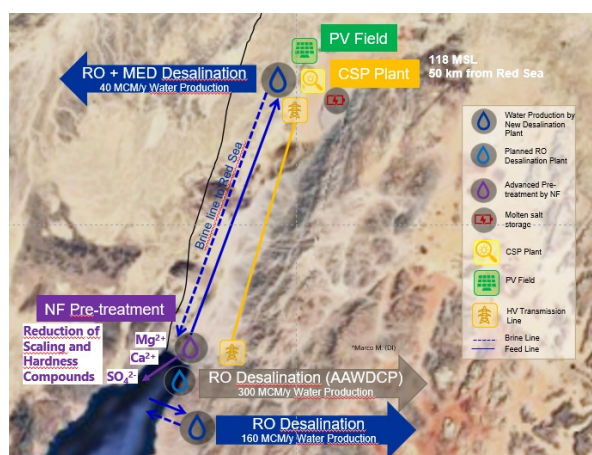 PV Field
RO + MED Desalination
40 MCM/y Water Production
CSP Plant
118 MSL
50 km from Red Sea
Water Production by
New Desalination
Plant
Planned RO
Desalination Plant
Advanced Pre-
treatment by NF
Molten salt
storage
CSP Plant
PV Field
HV Transmission
Line
Brine Line
Feed Line
Brine line to Red Sea
NF Pre-treatment
Reduction of
Scaling and
Hardness
Compounds
Mg²⁺
Ca²⁺
SO₄²⁻
*Marco M. (DI)
RO Desalination (AAWDCP)
300 MCM/y Water Production
RO Desalination
160 MCM/y Water Production